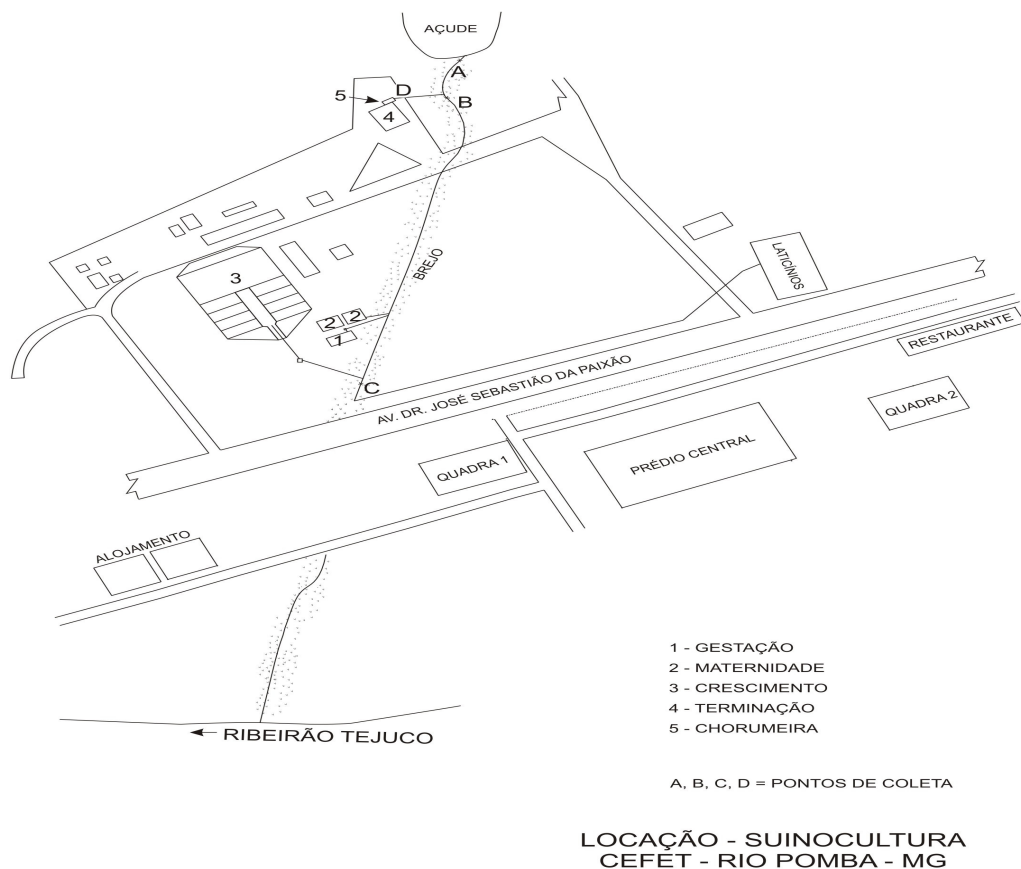 AÇUDE
A
5
D
B
4
BREJO
3
LATICÍNIOS
2
2
1
RESTAURANTE
C
AV. DR. JOSÉ SEBASTIÃO DA PAIXÃO
QUADRA 2
QUADRA 1
PRÉDIO CENTRAL
ALOJAMENTO
1 - GESTAÇÃO
2 - MATERNIDADE
3 - CRESCIMENTO
4 - TERMINAÇÃO
5 - CHORUMEIRA
RIBEIRÃO TEJUCO
A, B, C, D = PONTOS DE COLETA
LOCAÇÃO - SUINOCULTURA
CEFET - RIO POMBA - MG